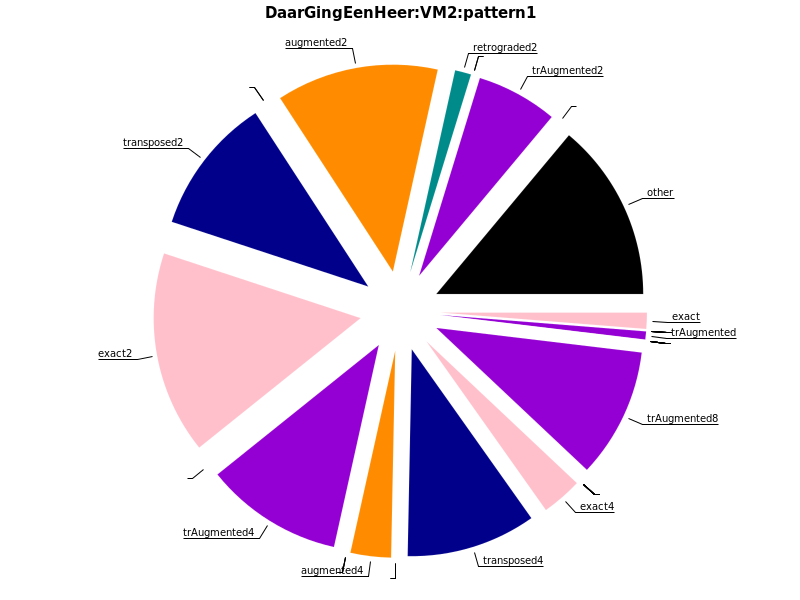 DaarGingEenHeer:VM2:pattern1
augmented2
retrograded2
trAugmented2
transposed2
other
exact
trAugmented
exact2
trAugmented8
exact4
trAugmented4
transposed4
augmented4